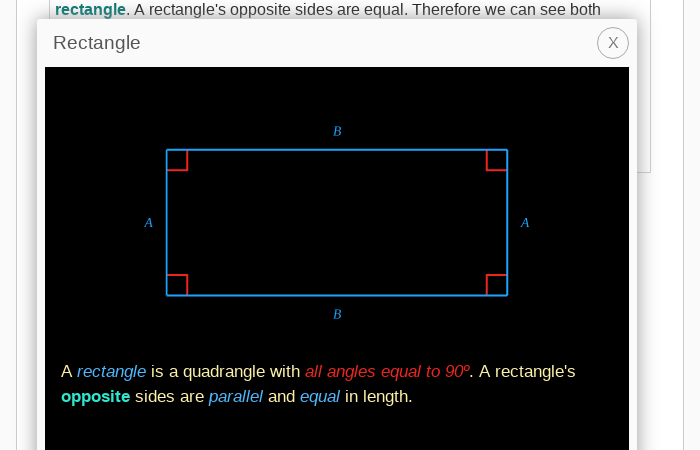 rectangle. A rectangle's opposite sides are equal. Therefore we can see both
Rectangle
X
B
A
A
B
A rectangle is a quadrangle with all angles equal to 90º. A rectangle's
opposite sides are parallel and equal in length.